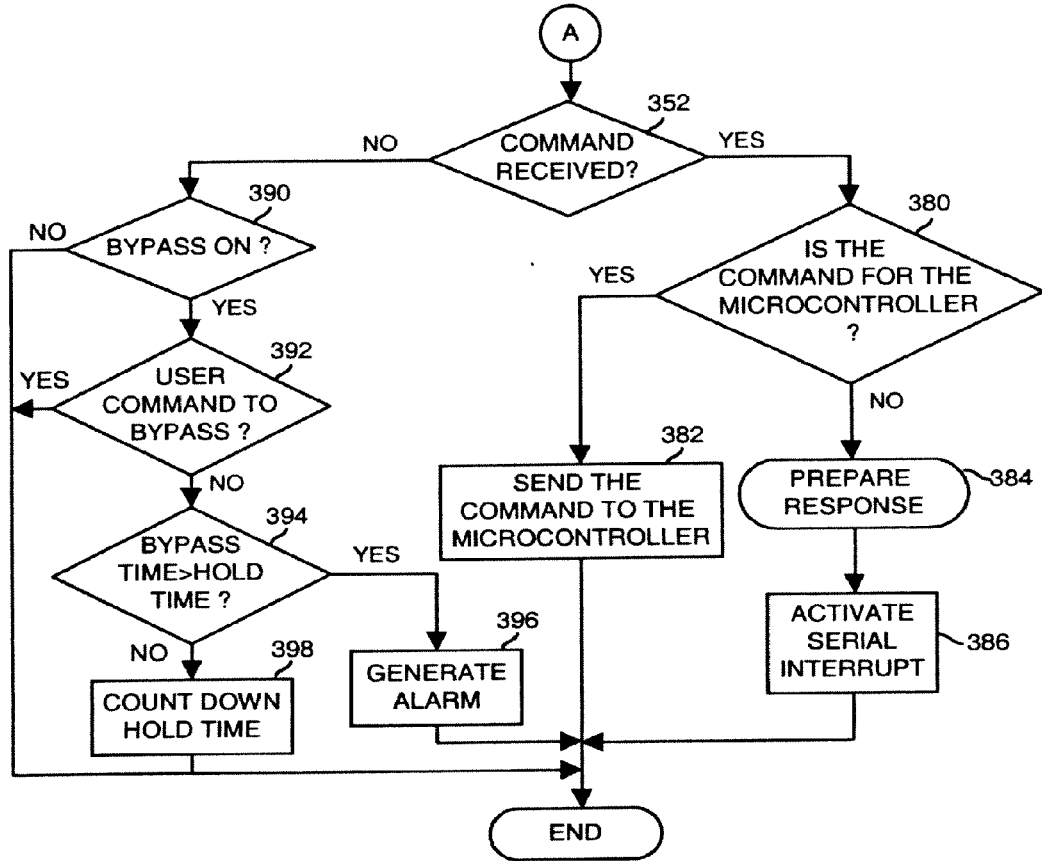 A
352
COMMAND
RECEIVED?
NO
YES
390
BYPASS ON ?
NO
YES
380
IS THE
COMMAND FOR THE
MICROCONTROLLER
?
YES
NO
392
USER
COMMAND TO
BYPASS ?
YES
NO
382
SEND THE
COMMAND TO THE
MICROCONTROLLER
PREPARE
RESPONSE
384
394
BYPASS
TIME>HOLD
TIME ?
YES
NO
396
GENERATE
ALARM
ACTIVATE
SERIAL
INTERRUPT
386
398
COUNT DOWN
HOLD TIME
END